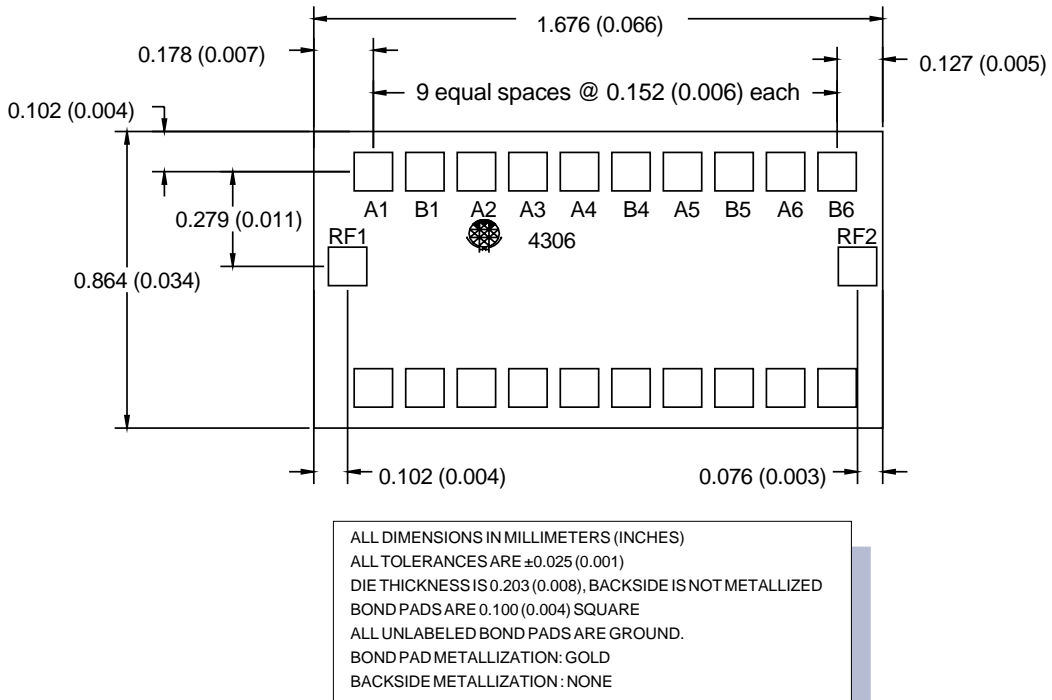 1.676 (0.066)
0.178 (0.007)
0.127 (0.005)
9 equal spaces @ 0.152 (0.006) each
0.102 (0.004)
A1 B1 A2 A3 A4 B4 A5 B5 A6 B6
0.279 (0.011)
RF1
4306
RF2
0.864 (0.034)
0.102 (0.004)
0.076 (0.003)
ALL DIMENSIONS IN MILLIMETERS (INCHES)
ALL TOLERANCES ARE ±0.025 (0.001)
DIE THICKNESS IS 0.203 (0.008), BACKSIDE IS NOT METALLIZED
BOND PADS ARE 0.100 (0.004) SQUARE
ALL UNLABELED BOND PADS ARE GROUND.
BOND PAD METALLIZATION: GOLD
BACKSIDE METALLIZATION : NONE